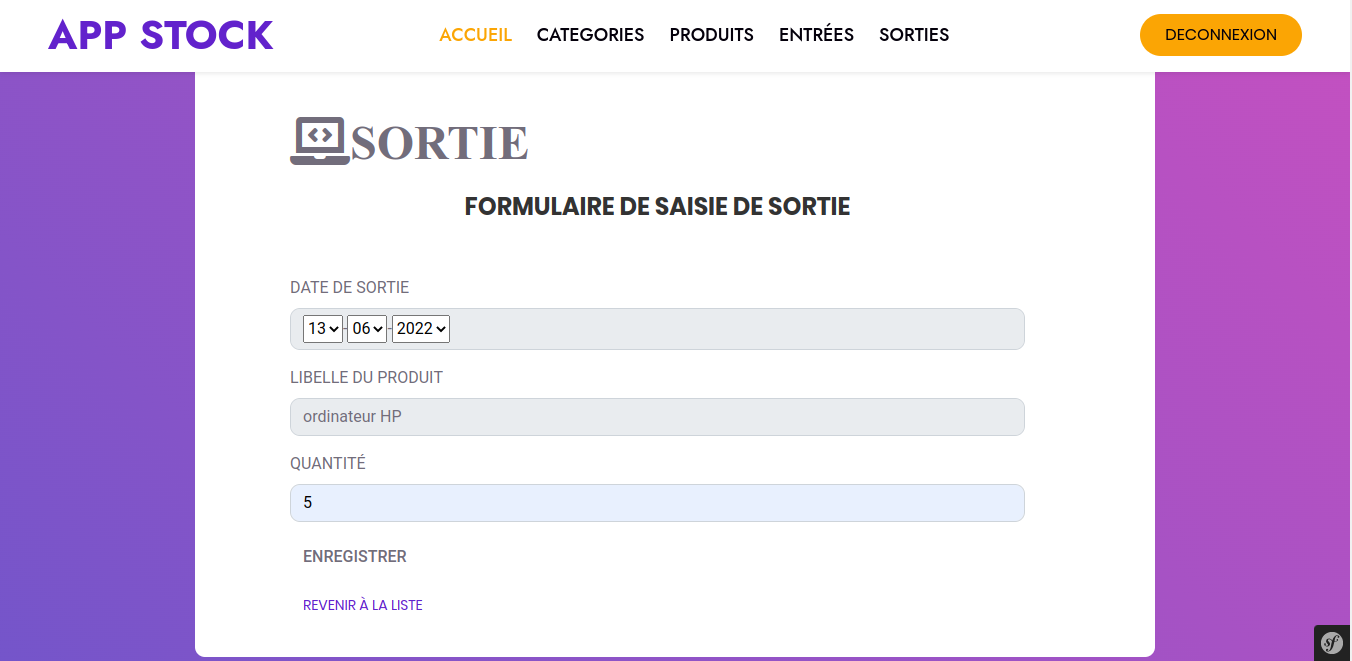 APP STOCK
ACCUEIL CATEGORIES PRODUITS ENTRÉES SORTIES
DECONNEXION
SORTIE
FORMULAIRE DE SAISIE DE SORTIE
DATE DE SORTIE
13-06-2022
LIBELLE DU PRODUIT
ordinateur HP
QUANTITÉ
5
ENREGISTRER
REVENIR À LA LISTE
sf